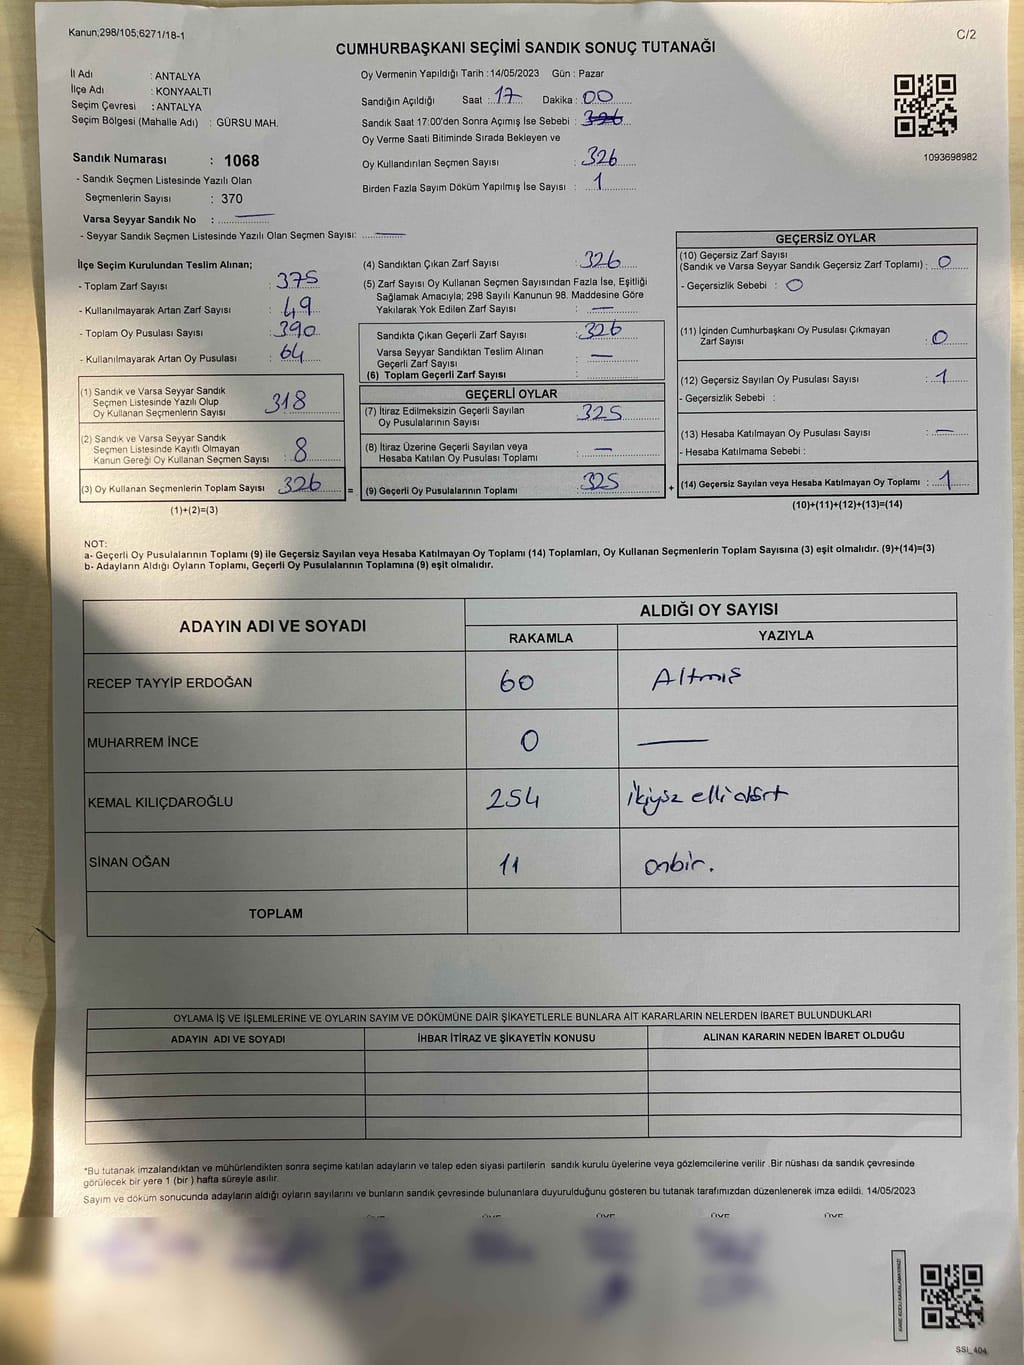 Kanun;298/105;6271/18-1
C/2
CUMHURBAŞKANI SEÇİMİ SANDIK SONUÇ TUTANAĞI
İl Adı : ANTALYA
İlçe Adı : KONYAALTI
Seçim Çevresi : ANTALYA
Seçim Bölgesi (Mahalle Adı) : GÜRSU MAH.
Sandık Numarası : 1068
- Sandık Seçmen Listesinde Yazılı Olan
Seçmenlerin Sayısı : 370
Varsa Seyyar Sandık No : —
- Seyyar Sandık Seçmen Listesinde Yazılı Olan Seçmen Sayısı: —
Oy Vermenin Yapıldığı Tarih : 14/05/2023 Gün : Pazar
Sandığın Açıldığı Saat : 17 Dakika : 00
Sandık Saat 17:00'den Sonra Açımış İse Sebebi : 326
Oy Verme Saati Bitiminde Sırada Bekleyen ve
Oy Kullandırılan Seçmen Sayısı : 326
Birden Fazla Sayım Döküm Yapılmış İse Sayısı : 1
1093698982
İlçe Seçim Kurulundan Teslim Alınan;
- Toplam Zarf Sayısı : 375
- Kullanılmayarak Artan Zarf Sayısı : 49
- Toplam Oy Pusulası Sayısı : 390
- Kullanılmayarak Artan Oy Pusulası : 64
(1) Sandık ve Varsa Seyyar Sandık
Seçmen Listesinde Yazılı Olup
Oy Kullanan Seçmenlerin Sayısı : 318
(2) Sandık ve Varsa Seyyar Sandık
Seçmen Listesinde Kayıtlı Olmayan
Kanun Gereği Oy Kullanan Seçmen Sayısı : 8
(3) Oy Kullanan Seçmenlerin Toplam Sayısı : 326 =
(1)+(2)=(3)
(4) Sandıktan Çıkan Zarf Sayısı : 326
(5) Zarf Sayısı Oy Kullanan Seçmen Sayısından Fazla İse, Eşitliği
Sağlamak Amacıyla; 298 Sayılı Kanunun 98. Maddesine Göre
Yakılarak Yok Edilen Zarf Sayısı : —
Sandıkta Çıkan Geçerli Zarf Sayısı : 326
Varsa Seyyar Sandıktan Teslim Alınan
Geçerli Zarf Sayısı : —
(6) Toplam Geçerli Zarf Sayısı :
GEÇERLİ OYLAR
(7) İtiraz Edilmeksizin Geçerli Sayılan
Oy Pusulalarının Sayısı : 325
(8) İtiraz Üzerine Geçerli Sayılan veya
Hesaba Katılan Oy Pusulası Toplamı : —
(9) Geçerli Oy Pusulalarının Toplamı : 325 +
GEÇERSİZ OYLAR
(10) Geçersiz Zarf Sayısı
(Sandık ve Varsa Seyyar Sandık Geçersiz Zarf Toplamı) : 0
- Geçersizlik Sebebi : 0
(11) İçinden Cumhurbaşkanı Oy Pusulası Çıkmayan
Zarf Sayısı : 0
(12) Geçersiz Sayılan Oy Pusulası Sayısı : 1
- Geçersizlik Sebebi :
(13) Hesaba Katılmayan Oy Pusulası Sayısı : —
- Hesaba Katılmama Sebebi :
(14) Geçersiz Sayılan veya Hesaba Katılmayan Oy Toplamı : 1
(10)+(11)+(12)+(13)=(14)
NOT:
a- Geçerli Oy Pusulalarının Toplamı (9) ile Geçersiz Sayılan veya Hesaba Katılmayan Oy Toplamı (14) Toplamları, Oy Kullanan Seçmenlerin Toplam Sayısına (3) eşit olmalıdır. (9)+(14)=(3)
b- Adayların Aldığı Oyların Toplamı, Geçerli Oy Pusulalarının Toplamına (9) eşit olmalıdır.
ADAYIN ADI VE SOYADI ALDIĞI OY SAYISI
RAKAMLA YAZIYLA
RECEP TAYYİP ERDOĞAN 60 Altmış
MUHARREM İNCE 0 —
KEMAL KILIÇDAROĞLU 254 İkiyüz elli dört
SİNAN OĞAN 11 onbir.
TOPLAM
OYLAMA İŞ VE İŞLEMLERİNE VE OYLARIN SAYIM VE DÖKÜMÜNE DAİR ŞİKAYETLERLE BUNLARA AİT KARARLARIN NELERDEN İBARET BULUNDUKLARI
ADAYIN ADI VE SOYADI İHBAR İTİRAZ VE ŞİKAYETİN KONUSU ALINAN KARARIN NEDEN İBARET OLDUĞU
*Bu tutanak imzalandıktan ve mühürlendikten sonra seçime katılan adayların ve talep eden siyasi partilerin sandık kurulu üyelerine veya gözlemcilerine verilir .Bir nüshası da sandık çevresinde
görülecek bir yere 1 (bir ) hafta süreyle asılır.
Sayım ve döküm sonucunda adayların aldığı oyların sayılarını ve bunların sandık çevresinde bulunanlara duyurulduğunu gösteren bu tutanak tarafımızdan düzenlenerek imza edildi. 14/05/2023
ÜYE ÜYE ÜYE ÜYE ÜYE
SSI_404